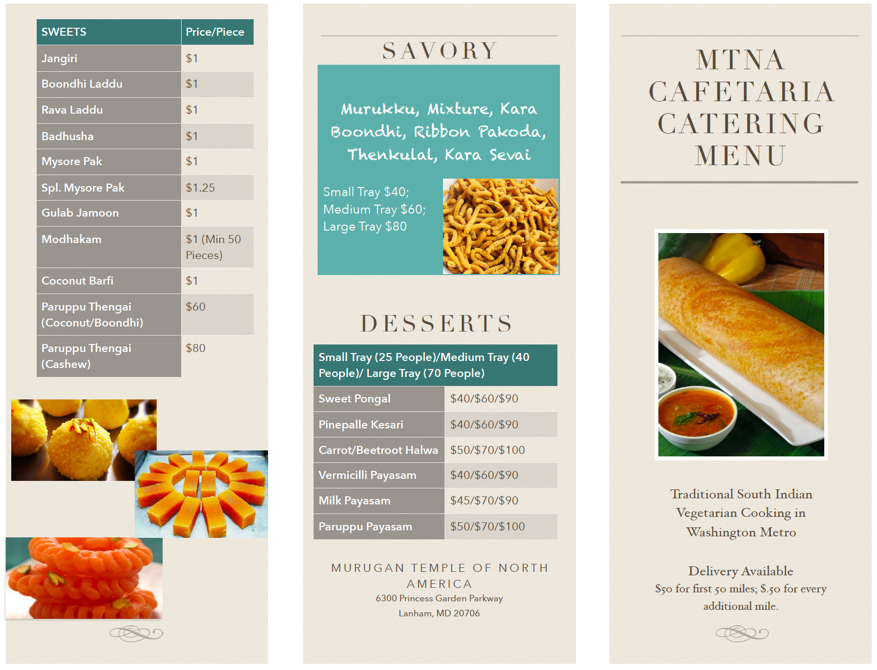 SWEETS Price/Piece
Jangiri $1
Boondhi Laddu $1
Rava Laddu $1
Badhusha $1
Mysore Pak $1
Spl. Mysore Pak $1.25
Gulab Jamoon $1
Modhakam $1 (Min 50
Pieces)
Coconut Barfi $1
Paruppu Thengai $60
(Coconut/Boondhi)
Paruppu Thengai $80
(Cashew)
SAVORY
Murukku, Mixture, Kara
Boondhi, Ribbon Pakoda,
Thenkulal, Kara Sevai
Small Tray $40;
Medium Tray $60;
Large Tray $80
DESSERTS
Small Tray (25 People)/Medium Tray (40
People)/ Large Tray (70 People)
Sweet Pongal $40/$60/$90
Pinepalle Kesari $40/$60/$90
Carrot/Beetroot Halwa $50/$70/$100
Vermicilli Payasam $40/$60/$90
Milk Payasam $45/$70/$90
Paruppu Payasam $50/$70/$100
MURUGAN TEMPLE OF NORTH
AMERICA
6300 Princess Garden Parkway
Lanham, MD 20706
MTNA
CAFETARIA
CATERING
MENU
Traditional South Indian
Vegetarian Cooking in
Washington Metro
Delivery Available
$50 for first 50 miles; $.50 for every
additional mile.